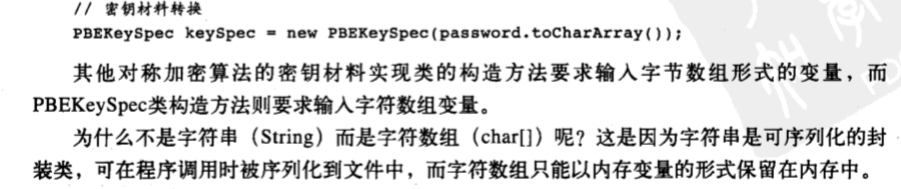 // 密钥材料转换
PBEKeySpec keySpec = new PBEKeySpec(password.toCharArray());
其他对称加密算法的密钥材料实现类的构造方法要求输入字节数组形式的变量，而
PBEKeySpec类构造方法则要求输入字符数组变量。
为什么不是字符串（String）而是字符数组（char[]）呢？这是因为字符串是可序列化的封
装类，可在程序调用时被序列化到文件中，而字符数组只能以内存变量的形式保留在内存中。